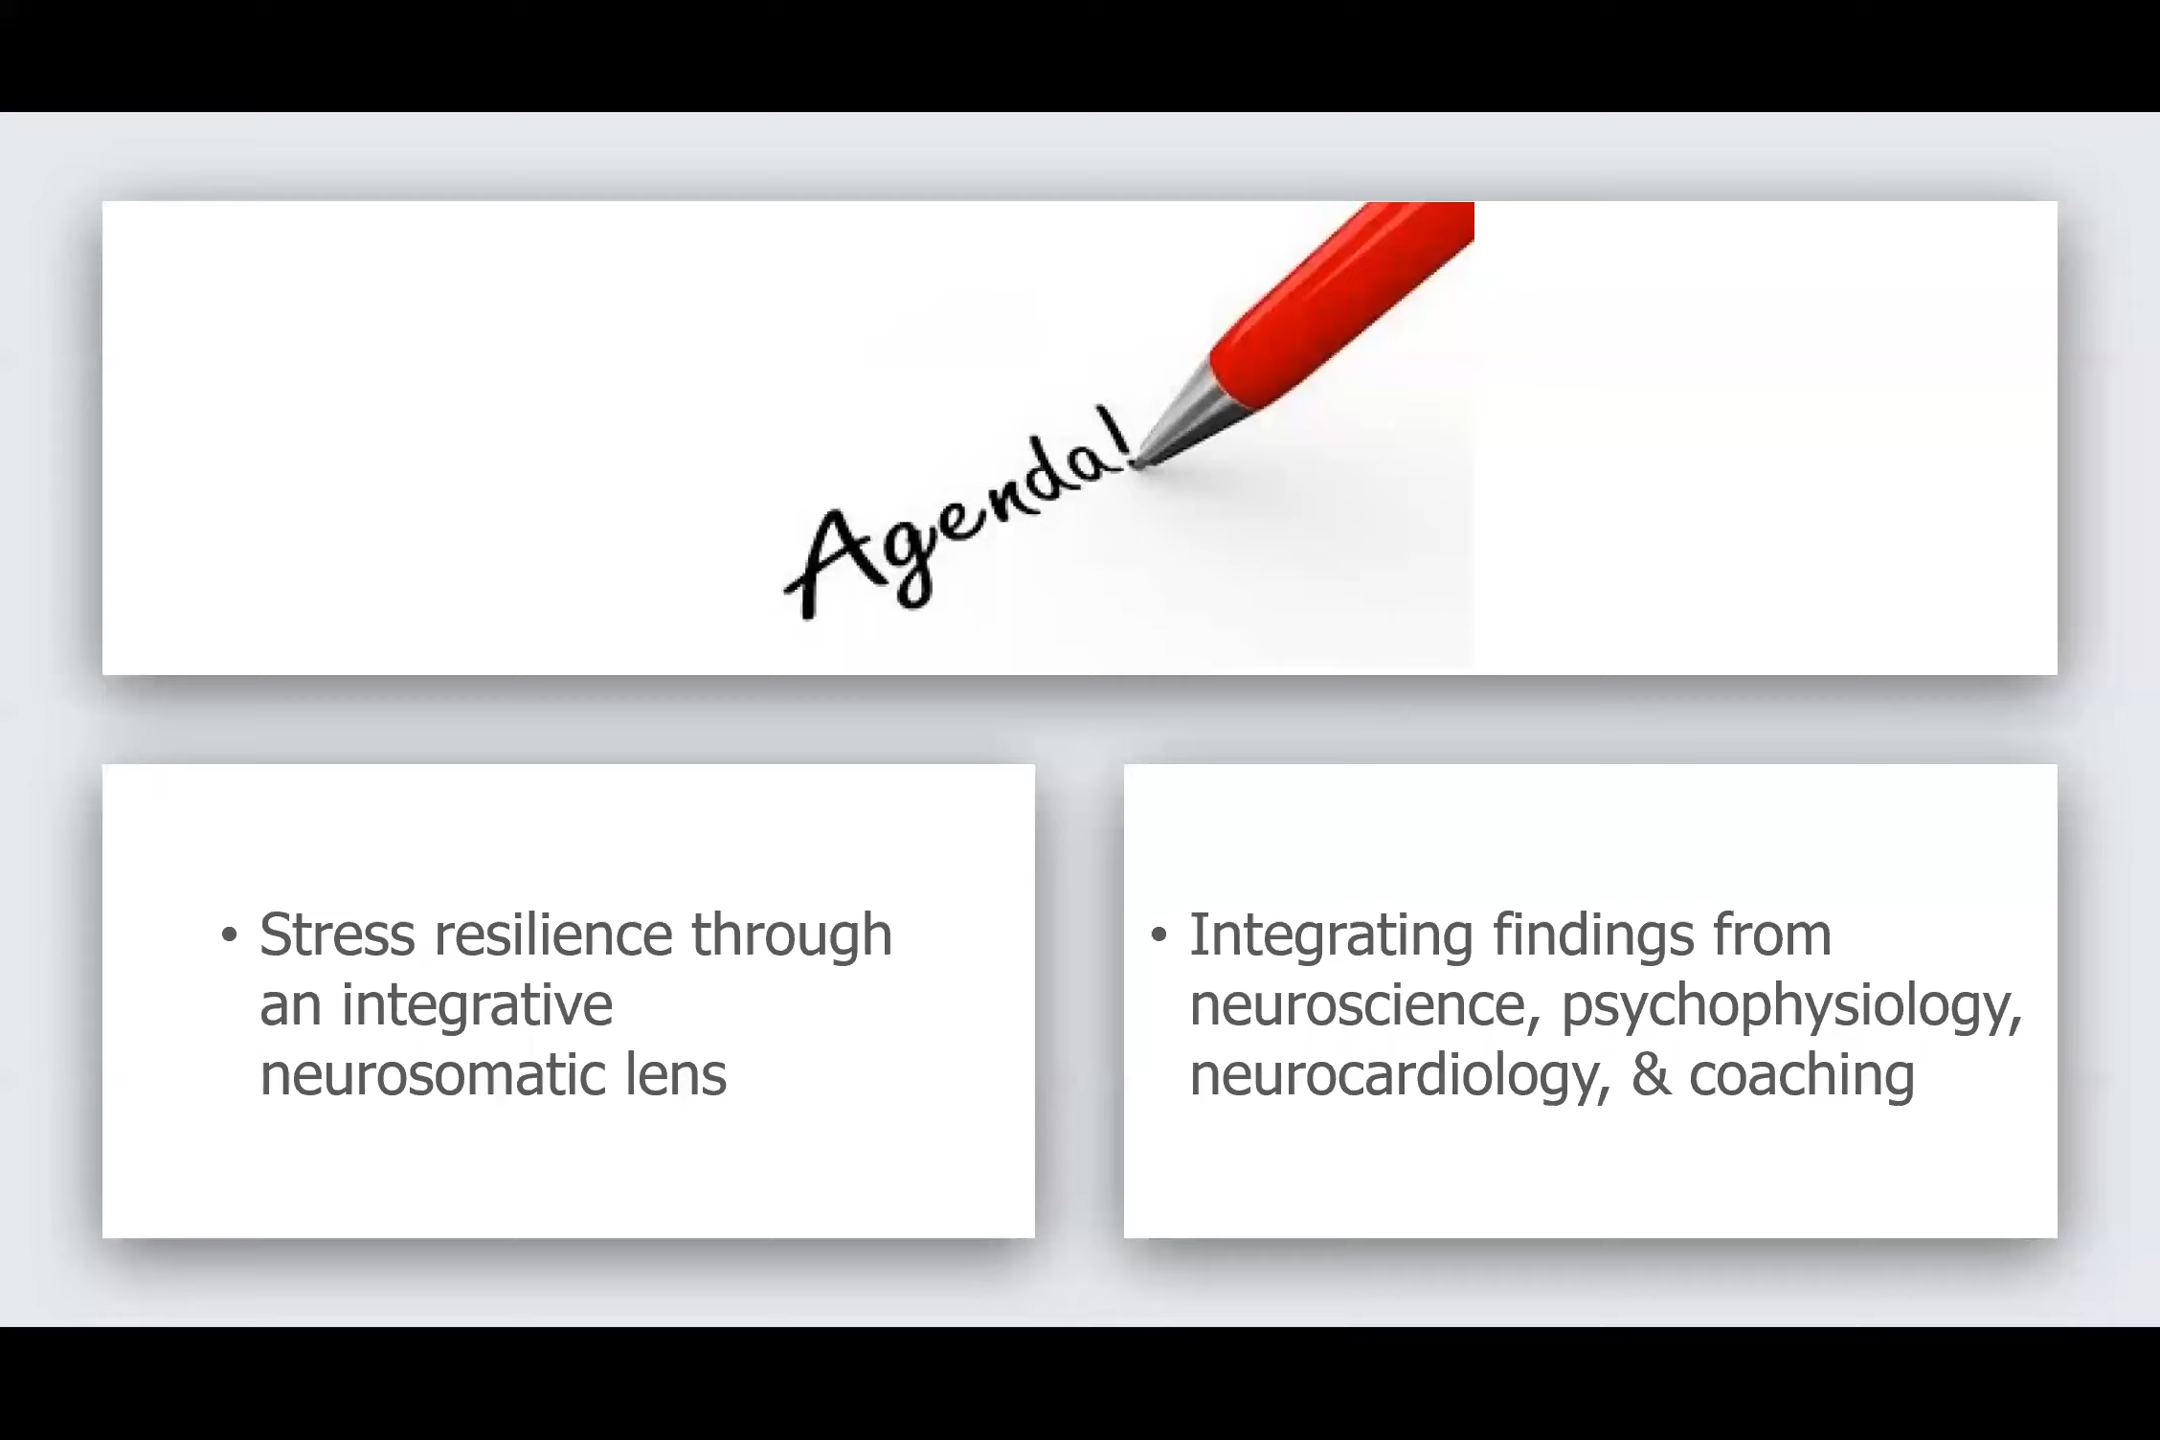 Agenda!
• Stress resilience through
an integrative
neurosomatic lens
• Integrating findings from
neuroscience, psychophysiology,
neurocardiology, & coaching